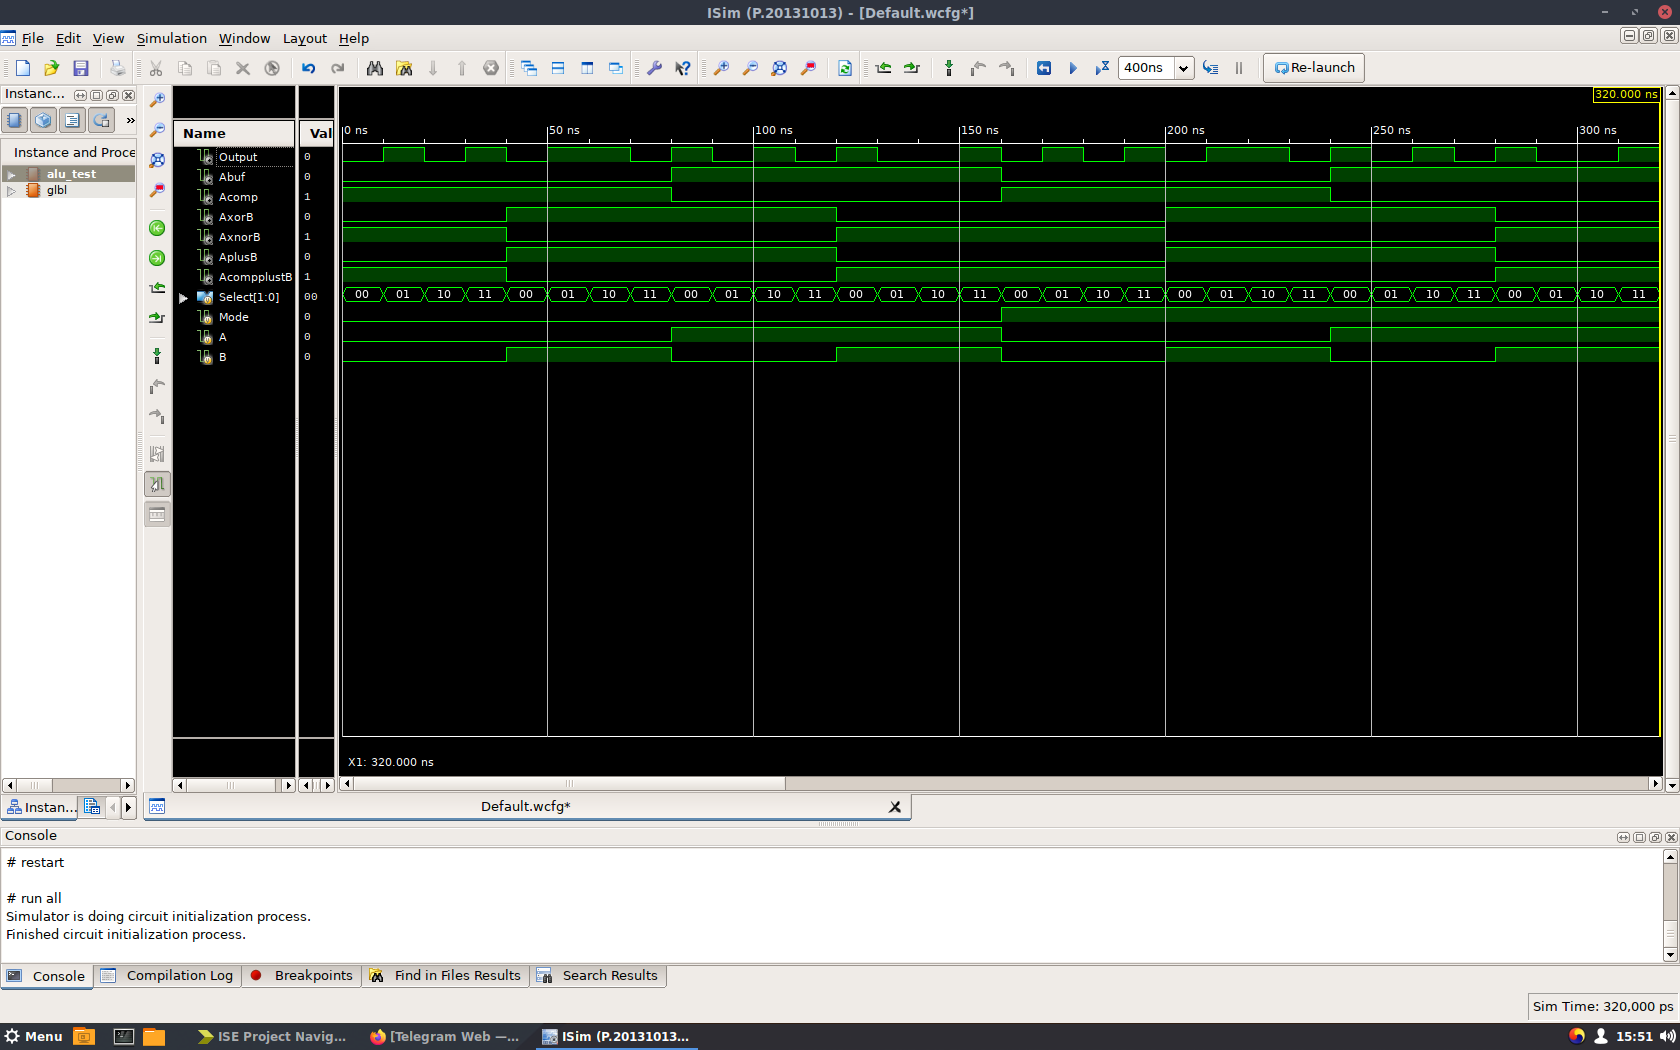 ISim (P.20131013) - [Default.wcfg*]
File Edit View Simulation Window Layout Help
400ns Re-launch
Instanc...
»
Instance and Proce
alu_test
glbl
Instan...
Name Val
Output 0
Abuf 0
Acomp 1
AxorB 0
AxnorB 1
AplusB 0
AcompplustB 1
Select[1:0] 00
Mode 0
A 0
B 0
320.000 ns
0 ns 50 ns 100 ns 150 ns 200 ns 250 ns 300 ns
00 01 10 11 00 01 10 11 00 01 10 11 00 01 10 11 00 01 10 11 00 01 10 11 00 01 10 11 00 01 10 11
X1: 320.000 ns
Default.wcfg*
Console
# restart
# run all
Simulator is doing circuit initialization process.
Finished circuit initialization process.
Console Compilation Log Breakpoints Find in Files Results Search Results
Sim Time: 320,000 ps
Menu ISE Project Navig... [Telegram Web —... ISim (P.20131013... 15:51